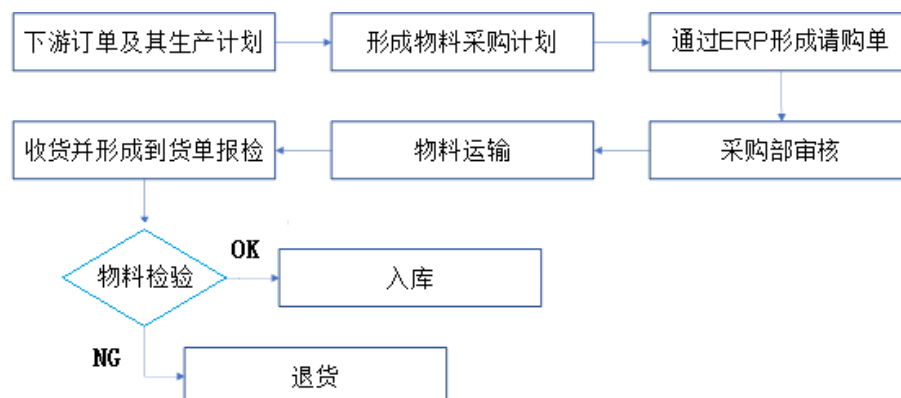 下游订单及其生产计划
形成物料采购计划
通过ERP形成请购单
采购部审核
物料运输
收货并形成到货单报检
物料检验
OK
入库
NG
退货